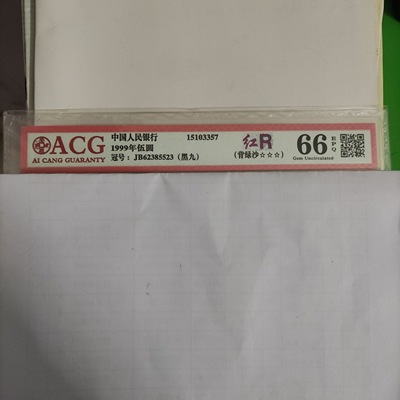 ACG
AI CANG GUARANTY
中国人民银行 15103357
1999年伍圆
冠号：JB62385523（黑九）
红R
（背绿沙☆☆☆）
66 EPQ
Gem Uncirculated